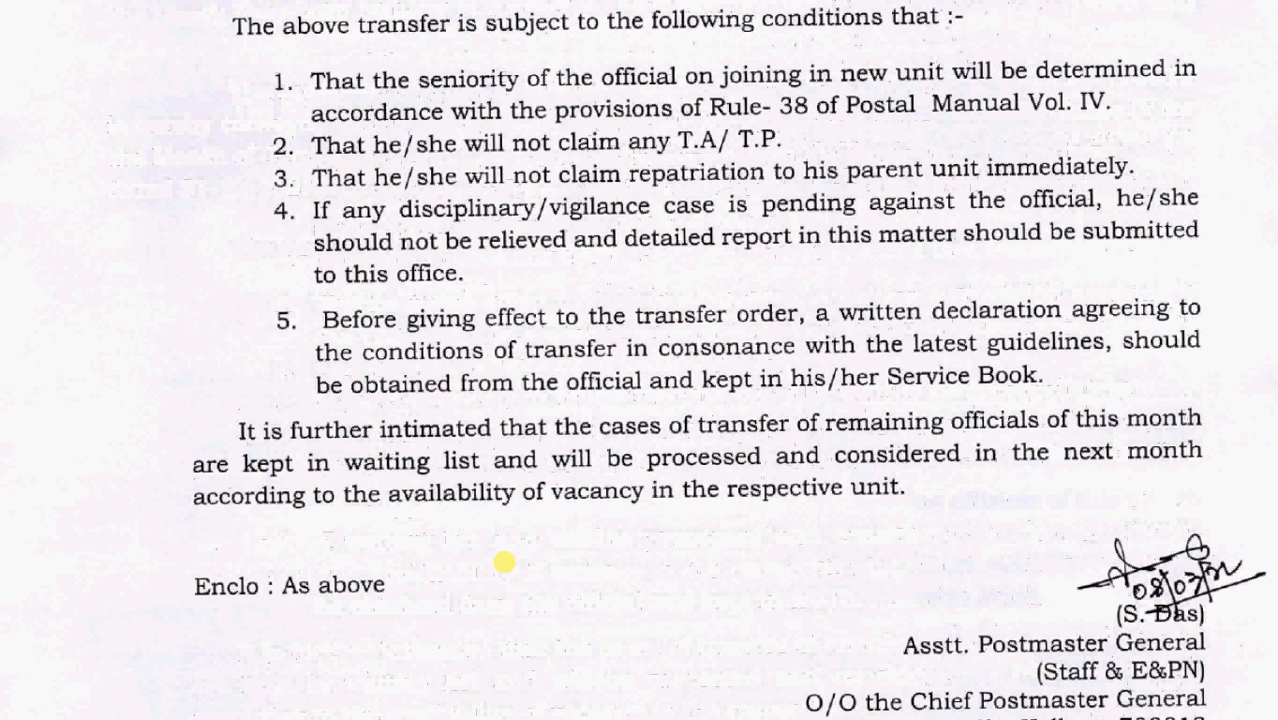 The above transfer is subject to the following conditions that :-
1. That the seniority of the official on joining in new unit will be determined in
accordance with the provisions of Rule- 38 of Postal Manual Vol. IV.
2. That he/she will not claim any T.A/ T.P.
3. That he/she will not claim repatriation to his parent unit immediately.
4. If any disciplinary/vigilance case is pending against the official, he/she
should not be relieved and detailed report in this matter should be submitted
to this office.
5. Before giving effect to the transfer order, a written declaration agreeing to
the conditions of transfer in consonance with the latest guidelines, should
be obtained from the official and kept in his/her Service Book.
It is further intimated that the cases of transfer of remaining officials of this month
are kept in waiting list and will be processed and considered in the next month
according to the availability of vacancy in the respective unit.
Enclo : As above
(S. Das)
Asstt. Postmaster General
(Staff & E&PN)
O/O the Chief Postmaster General